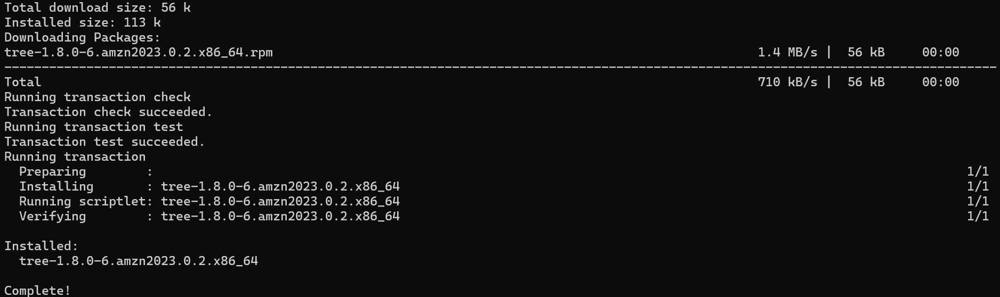 Total download size: 56 k
Installed size: 113 k
Downloading Packages:
tree-1.8.0-6.amzn2023.0.2.x86_64.rpm                                                                 1.4 MB/s |  56 kB     00:00
-------------------------------------------------------------------------------------------------------------------------------------
Total                                                                                                710 kB/s |  56 kB     00:00
Running transaction check
Transaction check succeeded.
Running transaction test
Transaction test succeeded.
Running transaction
  Preparing        :                                                                                                             1/1
  Installing       : tree-1.8.0-6.amzn2023.0.2.x86_64                                                                            1/1
  Running scriptlet: tree-1.8.0-6.amzn2023.0.2.x86_64                                                                            1/1
  Verifying        : tree-1.8.0-6.amzn2023.0.2.x86_64                                                                            1/1

Installed:
  tree-1.8.0-6.amzn2023.0.2.x86_64

Complete!